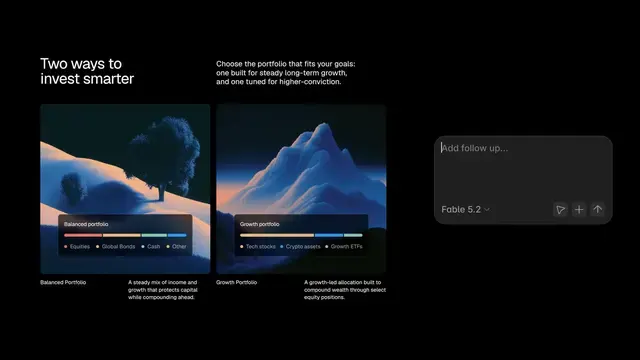 Two ways to
invest smarter
Choose the portfolio that fits your goals:
one built for steady long-term growth,
and one tuned for higher-conviction.
Balanced portfolio
Equities
Global Bonds
Cash
Other
Growth portfolio
Tech stocks
Crypto assets
Growth ETFs
Balanced Portfolio
A steady mix of income and
growth that protects capital
while compounding ahead.
Growth Portfolio
A growth-led allocation built to
compound wealth through select
equity positions.
Add follow up...
Fable 5.2